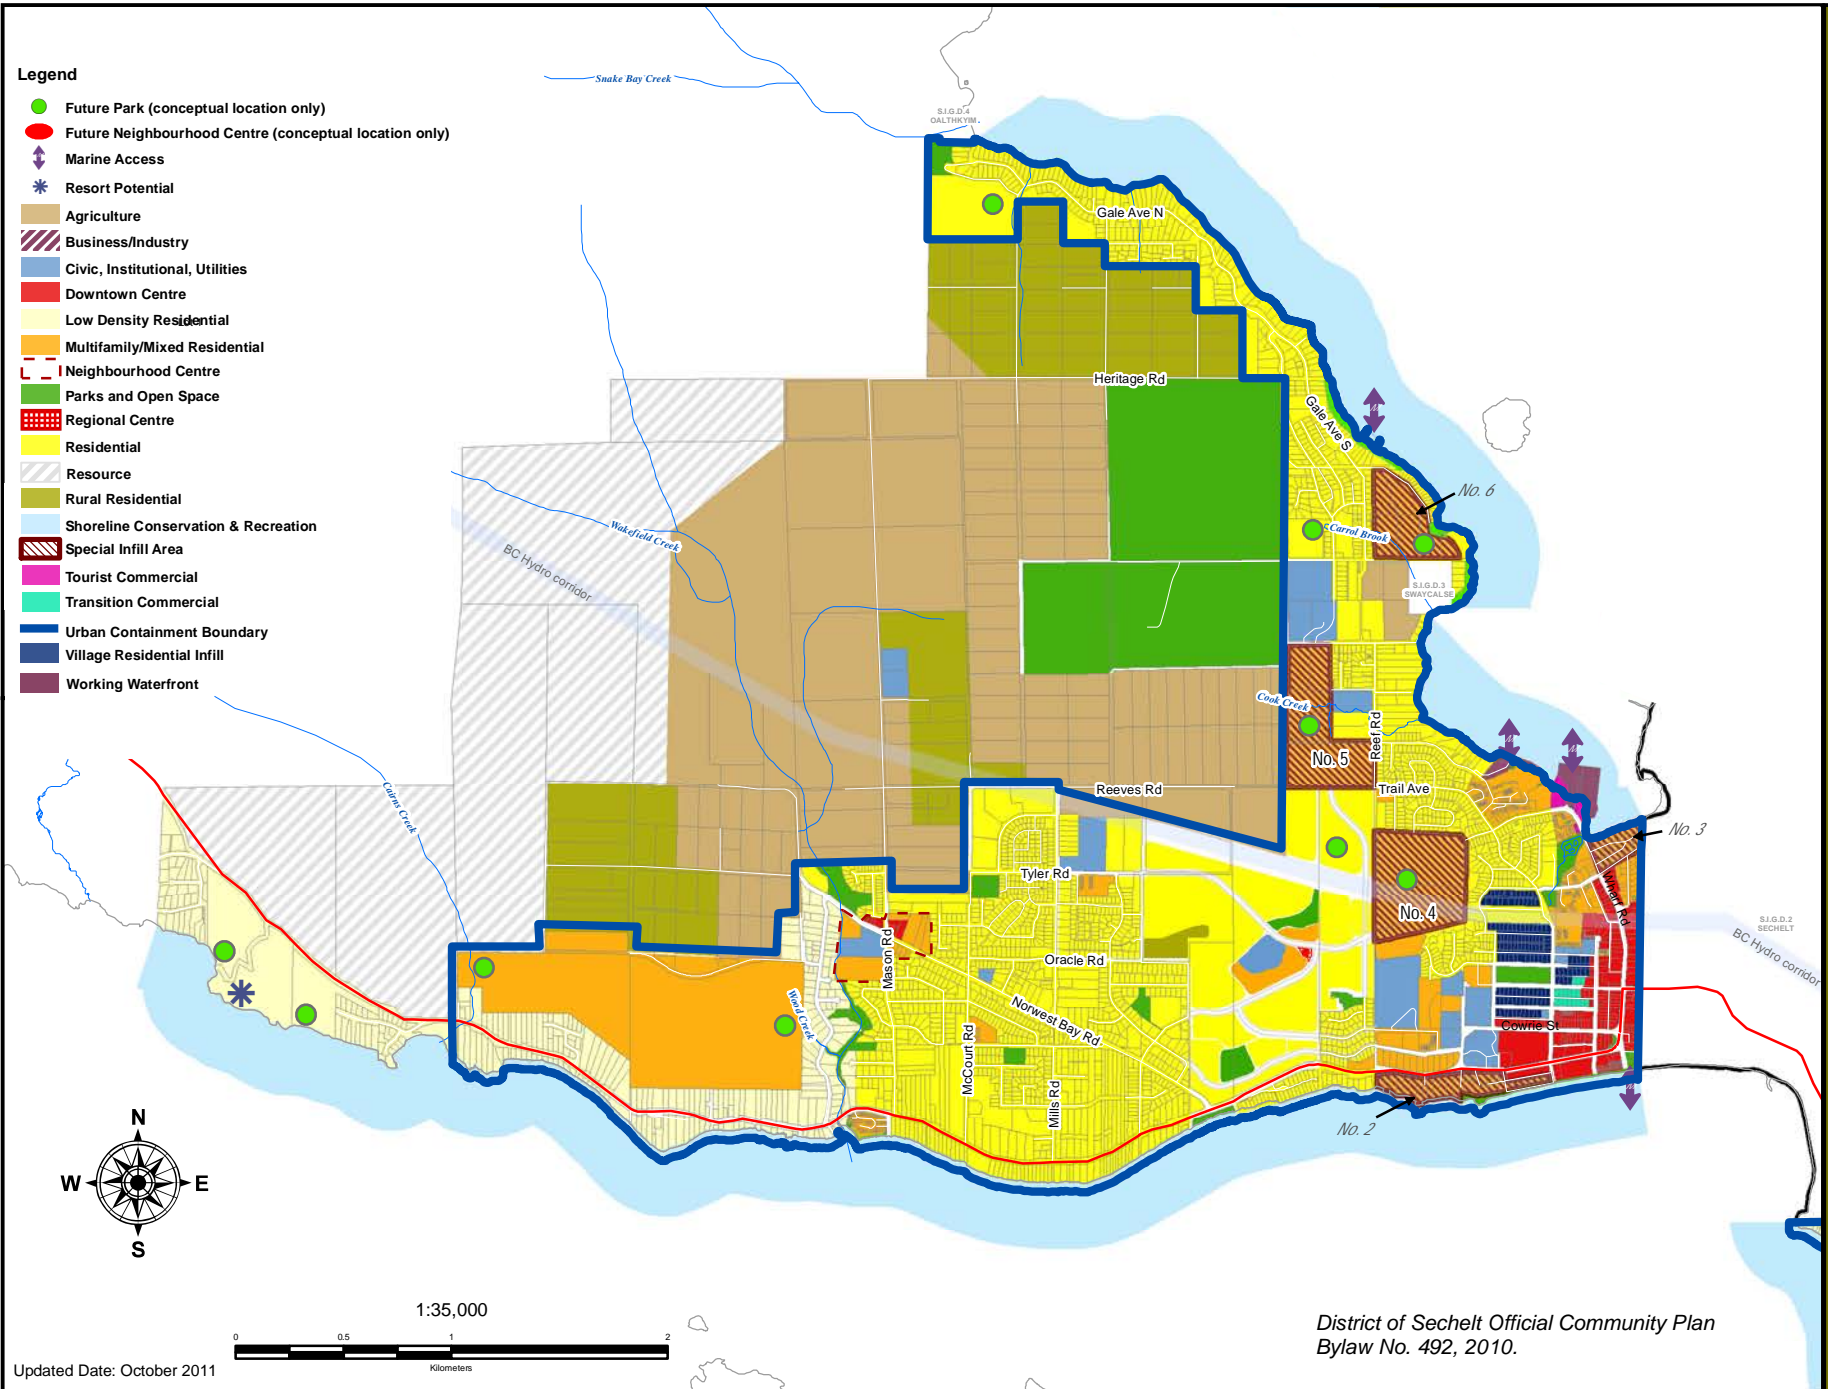 Legend
Future Park (conceptual location only)
Future Neighbourhood Centre (conceptual location only)
Marine Access
Resort Potential
Agriculture
Business/Industry
Civic, Institutional, Utilities
Downtown Centre
Low Density Residential
Multifamily/Mixed Residential
Neighbourhood Centre
Parks and Open Space
Regional Centre
Residential
Resource
Rural Residential
Shoreline Conservation & Recreation
Special Infill Area
Tourist Commercial
Transition Commercial
Urban Containment Boundary
Village Residential Infill
Working Waterfront
Snake Bay Creek
S.I.G.D.4
OALTHKYIM
Gale Ave N
Heritage Rd
Gale Ave S
No. 6
Carrol Brook
S.I.G.D.3
SWAYCALSE
Wakefield Creek
BC Hydro corridor
Cook Creek
Reef Rd
No. 5
Reeves Rd
Trail Ave
Cairns Creek
No. 3
Tyler Rd
Wharf Rd
No. 4
S.I.G.D.2
SECHELT
BC Hydro corridor
Mason Rd
Oracle Rd
Wood Creek
Norwest Bay Rd
Cowrie St
McCourt Rd
Mills Rd
No. 2
N
W
E
S
1:35,000
0
0.5
1
2
Kilometers
District of Sechelt Official Community Plan
Bylaw No. 492, 2010.
Updated Date: October 2011